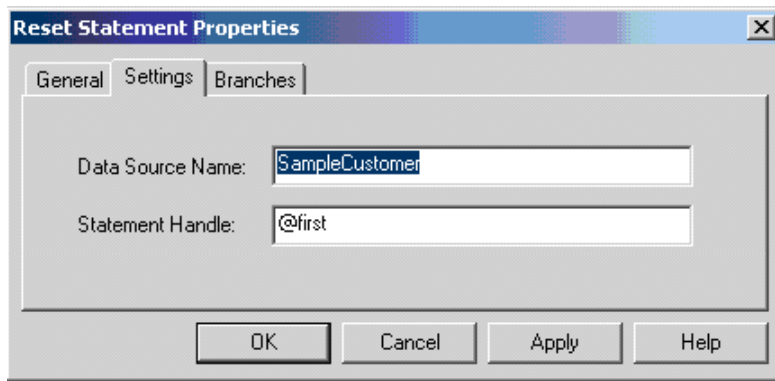 Reset Statement Properties
General Settings Branches
Data Source Name: SampleCustomer
Statement Handle: @first
OK Cancel Apply Help